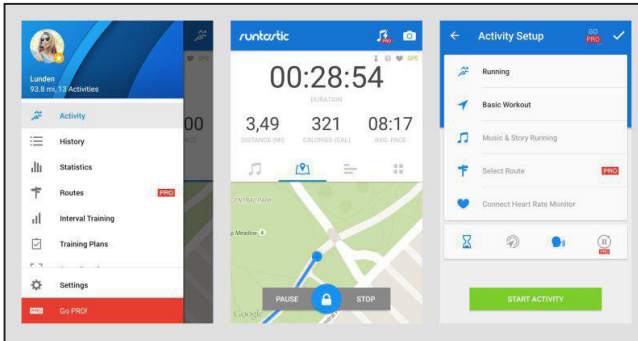 Lunden
93.8 mi, 13 Activities
Activity
History
Statistics
Routes PRO
Interval Training
Training Plans
Settings
PRO Go PRO!
GPS
00
runtastic
PRO
GPS
00:28:54
DURATION
3,49 321 08:17
DISTANCE (MI) CALORIES (CAL) AVG. PACE
CENTRAL PARK
p Meadow
PAUSE STOP
Google
Activity Setup
GO
PRO
Running
Basic Workout
Music & Story Running
Select Route PRO
Connect Heart Rate Monitor
PRO
START ACTIVITY